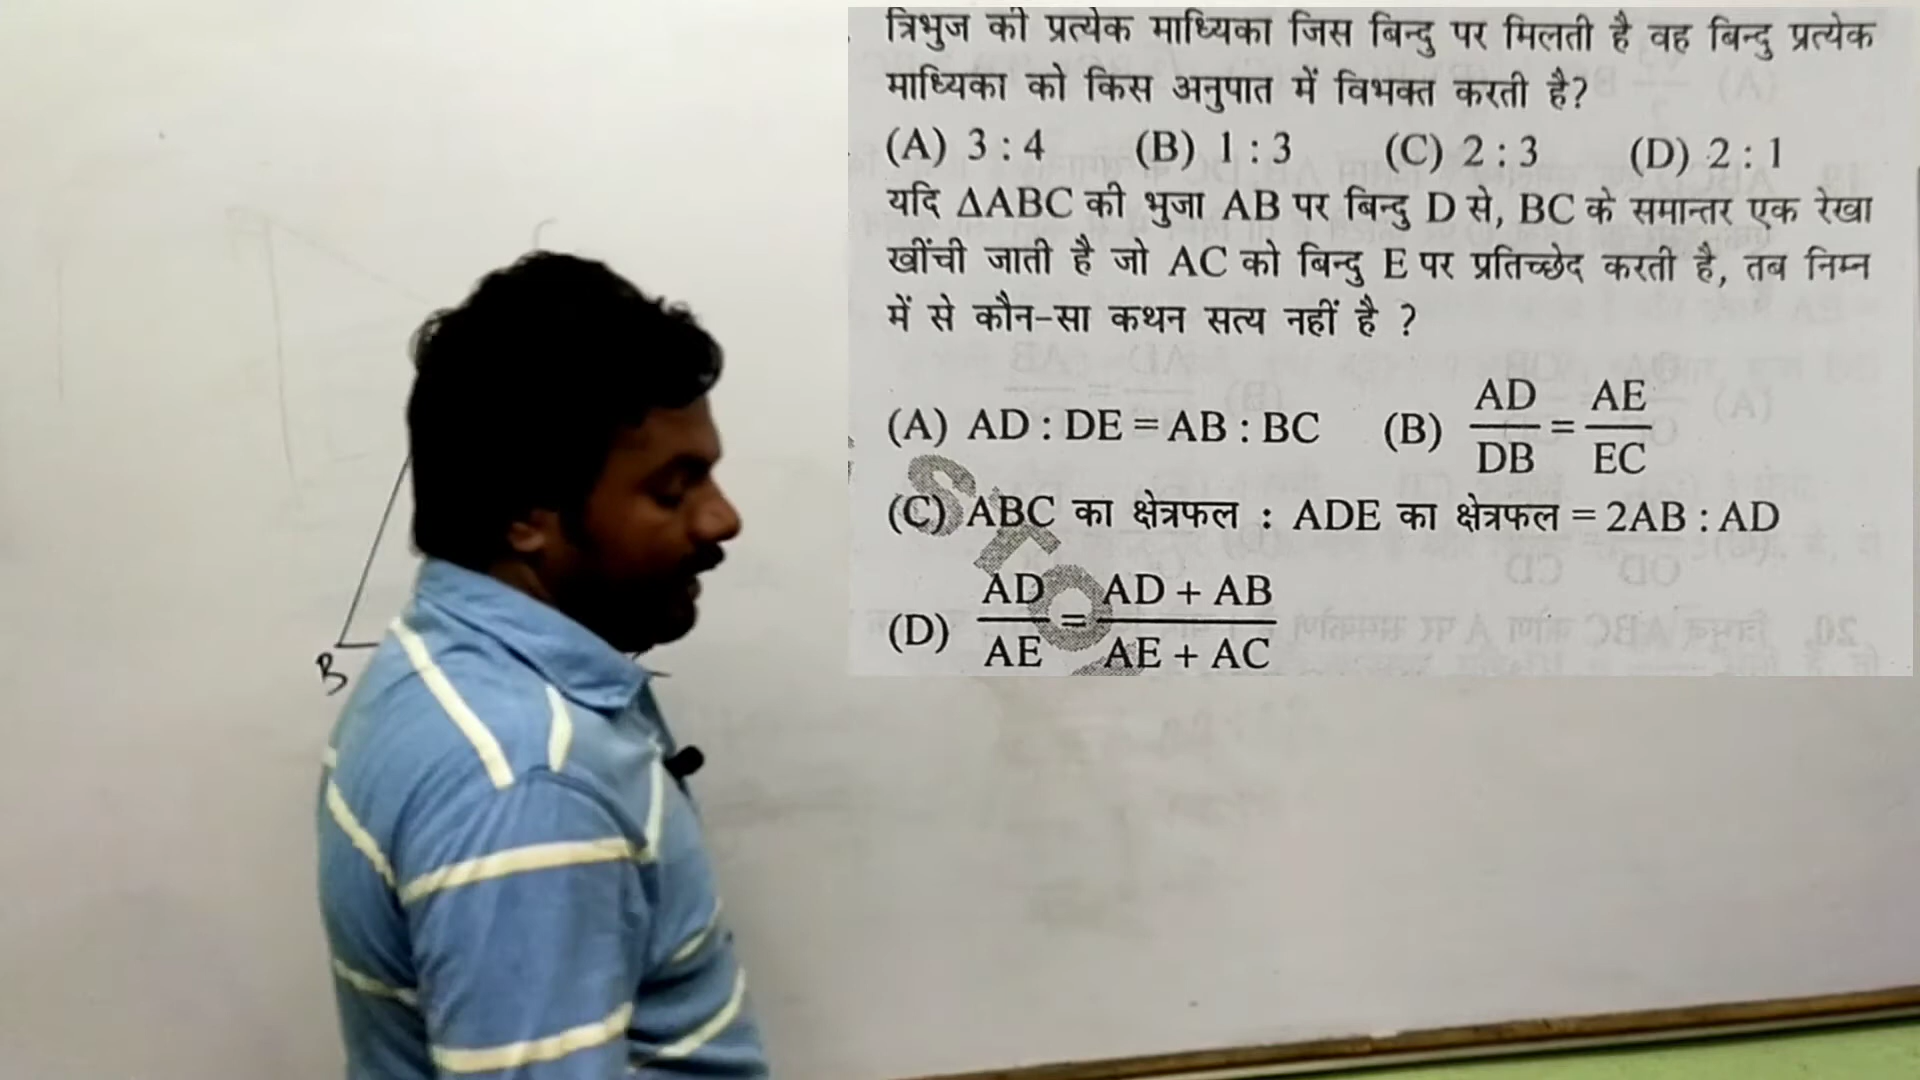 त्रिभुज की प्रत्येक माध्यिका जिस बिन्दु पर मिलती है वह बिन्दु प्रत्येक
माध्यिका को किस अनुपात में विभक्त करती है?
(A) 3 : 4 (B) 1 : 3 (C) 2 : 3 (D) 2 : 1
यदि ΔABC की भुजा AB पर बिन्दु D से, BC के समान्तर एक रेखा
खींची जाती है जो AC को बिन्दु E पर प्रतिच्छेद करती है, तब निम्न
में से कौन-सा कथन सत्य नहीं है ?
(A) AD : DE = AB : BC (B) AD/DB = AE/EC
(C) ABC का क्षेत्रफल : ADE का क्षेत्रफल = 2AB : AD
(D) AD/AE = AD + AB/AE + AC
B